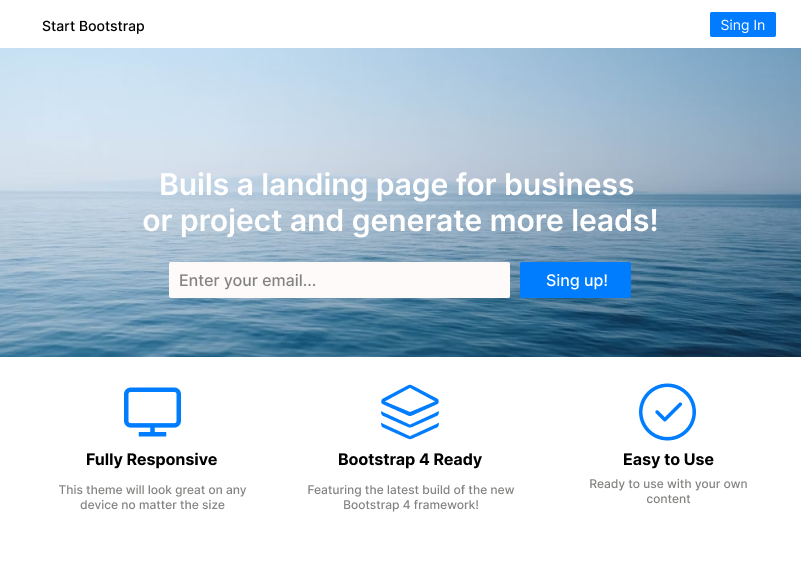 Start Bootstrap
Sing In
Buils a landing page for business
or project and generate more leads!
Enter your email...
Sing up!
Fully Responsive
This theme will look great on any
device no matter the size
Bootstrap 4 Ready
Featuring the latest build of the new
Bootstrap 4 framework!
Easy to Use
Ready to use with your own
content